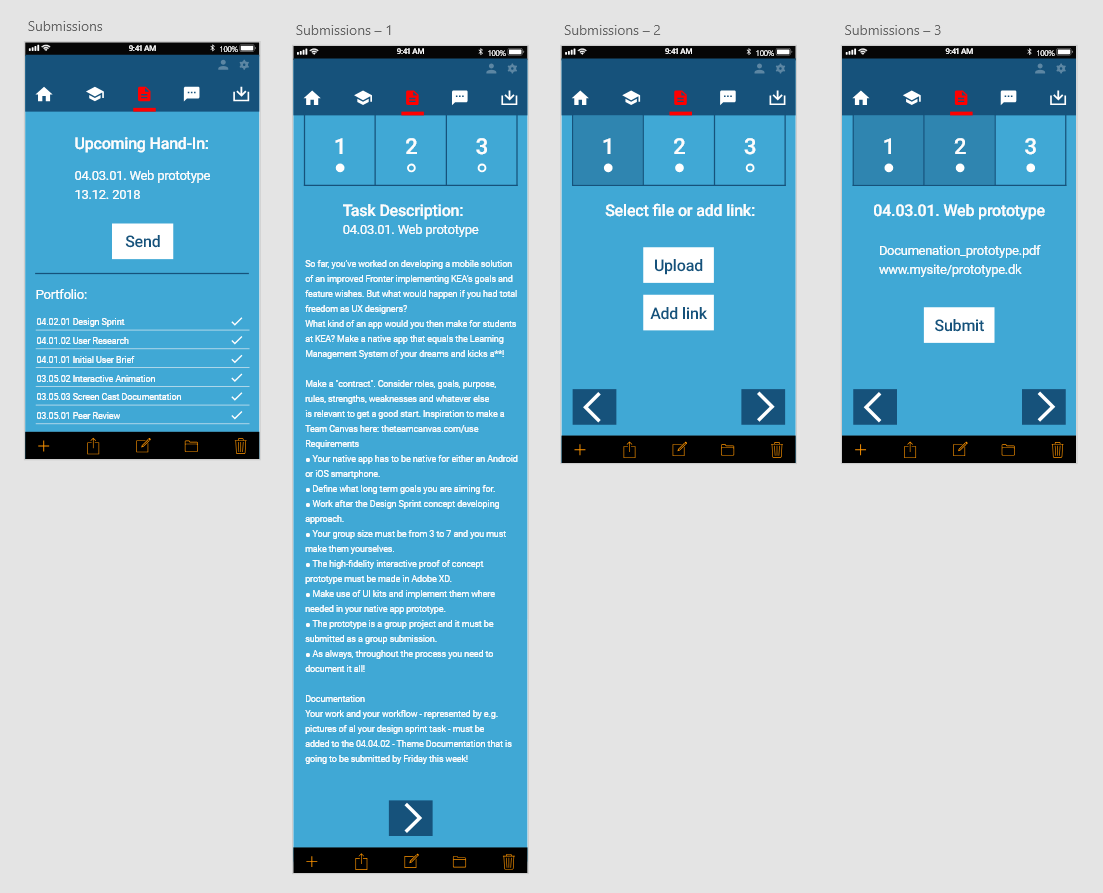 Submissions
9:41 AM
100%
Upcoming Hand-In:
04.03.01. Web prototype
13.12. 2018
Send
Portfolio:
04.02.01 Design Sprint
04.01.02 User Research
04.01.01 Initial User Brief
03.05.02 Interactive Animation
03.05.03 Screen Cast Documentation
03.05.01 Peer Review
Submissions – 1
9:41 AM
100%
1 2 3
Task Description:
04.03.01. Web prototype
So far, you've worked on developing a mobile solution
of an improved Fronter implementing KEA's goals and
feature wishes. But what would happen if you had total
freedom as UX designers?
What kind of an app would you then make for students
at KEA? Make a native app that equals the Learning
Management System of your dreams and kicks a**!
Make a "contract". Consider roles, goals, purpose,
rules, strengths, weaknesses and whatever else
is relevant to get a good start. Inspiration to make a
Team Canvas here: theteamcanvas.com/use
Requirements
● Your native app has to be native for either an Android
or iOS smartphone.
● Define what long term goals you are aiming for.
● Work after the Design Sprint concept developing
approach.
● Your group size must be from 3 to 7 and you must
make them yourselves.
● The high-fidelity interactive proof of concept
prototype must be made in Adobe XD.
● Make use of UI kits and implement them where
needed in your native app prototype.
● The prototype is a group project and it must be
submitted as a group submission.
● As always, throughout the process you need to
document it all!
Documentation
Your work and your workflow - represented by e.g.
pictures of al your design sprint task - must be
added to the 04.04.02 - Theme Documentation that is
going to be submitted by Friday this week!
Submissions – 2
9:41 AM
100%
1 2 3
Select file or add link:
Upload
Add link
Submissions – 3
9:41 AM
100%
1 2 3
04.03.01. Web prototype
Documenation_prototype.pdf
www.mysite/prototype.dk
Submit